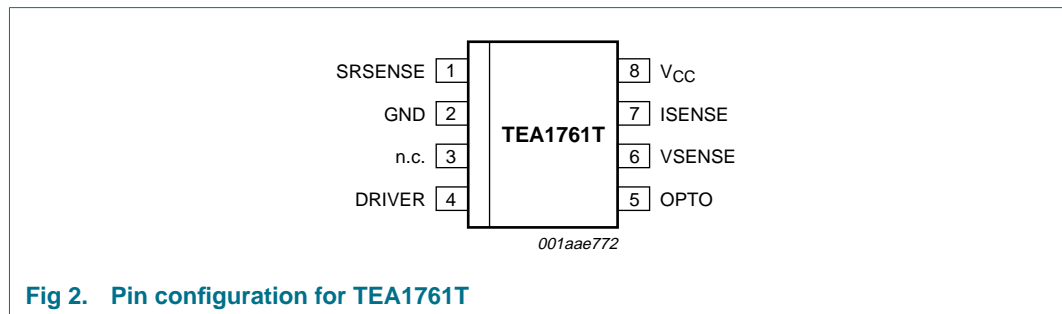 SRSENSE 1 8 VCC
GND 2 7 ISENSE
TEA1761T
n.c. 3 6 VSENSE
DRIVER 4 5 OPTO
001aae772
Fig 2. Pin configuration for TEA1761T